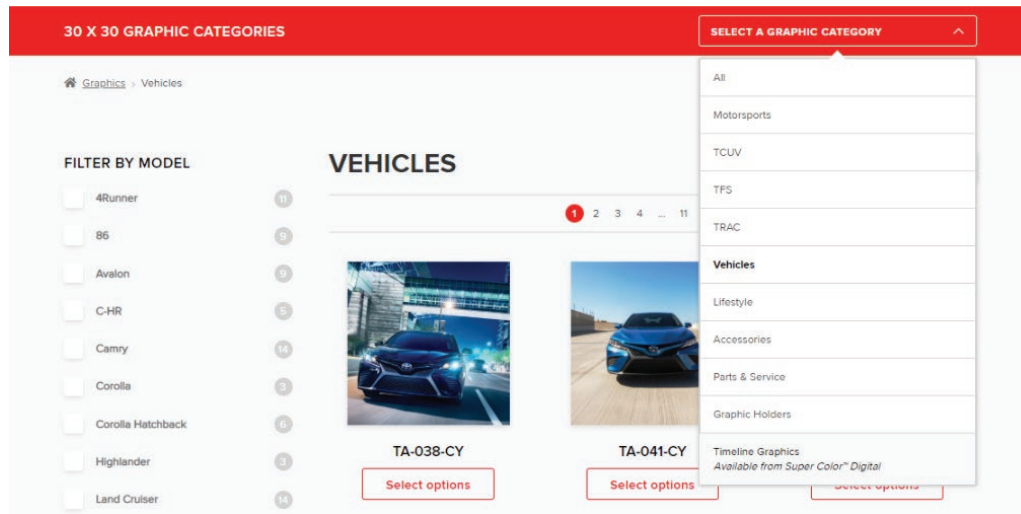 30 X 30 GRAPHIC CATEGORIES
SELECT A GRAPHIC CATEGORY
Graphics > Vehicles
All
Motorsports
TCUV
TFS
TRAC
Vehicles
Lifestyle
Accessories
Parts & Service
Graphic Holders
Timeline Graphics
Available from Super Color™ Digital
FILTER BY MODEL
4Runner 11
86 9
Avalon 9
C-HR 5
Camry 14
Corolla 3
Corolla Hatchback 6
Highlander 3
Land Cruiser 14
VEHICLES
1 2 3 4 ... 11
TA-038-CY
Select options
TA-041-CY
Select options
Select options